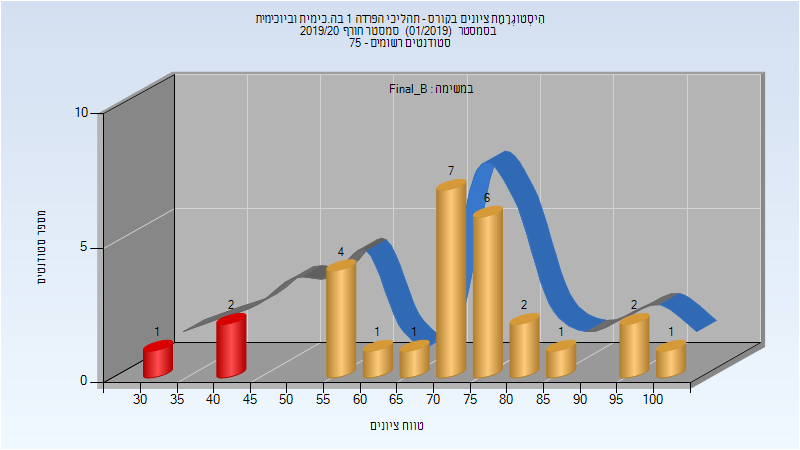 היסטוגרמת ציונים בקורס - תהליכי הפרדה 1 בה.כימית וביוכימית
בסמסטר (01/2019) סמסטר חורף 2019/20
סטודנטים רשומים - 75
במשימה : Final_B
מספר סטודנטים
10
5
0
1
2
4
1
1
7
6
2
1
2
1
30 35 40 45 50 55 60 65 70 75 80 85 90 95 100
טווח ציונים